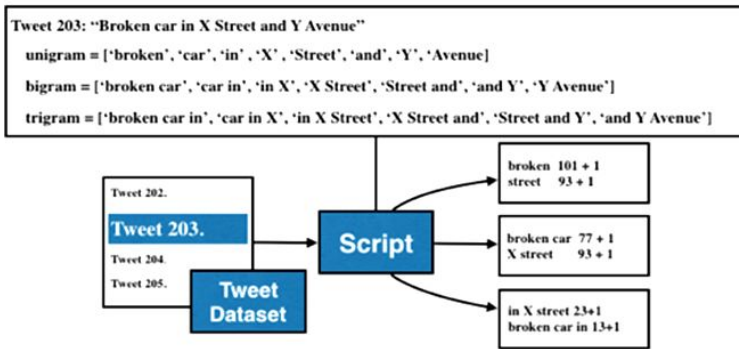 Tweet 203: “Broken car in X Street and Y Avenue”
unigram = [‘broken’, ‘car’, ‘in’ , ‘X’ , ‘Street’, ‘and’, ‘Y’, ‘Avenue]
bigram = [‘broken car’, ‘car in’, ‘in X’, ‘X Street’, ‘Street and’, ‘and Y’, ‘Y Avenue’]
trigram = [‘broken car in’, ‘car in X’, ‘in X Street’, ‘X Street and’, ‘Street and Y’, ‘and Y Avenue’]
Tweet 202.
Tweet 203.
Tweet 204
Tweet 205.
Tweet
Dataset
Script
broken 101 + 1
street 93 + 1
broken car 77 + 1
X street 93 + 1
in X street 23+1
broken car in 13+1